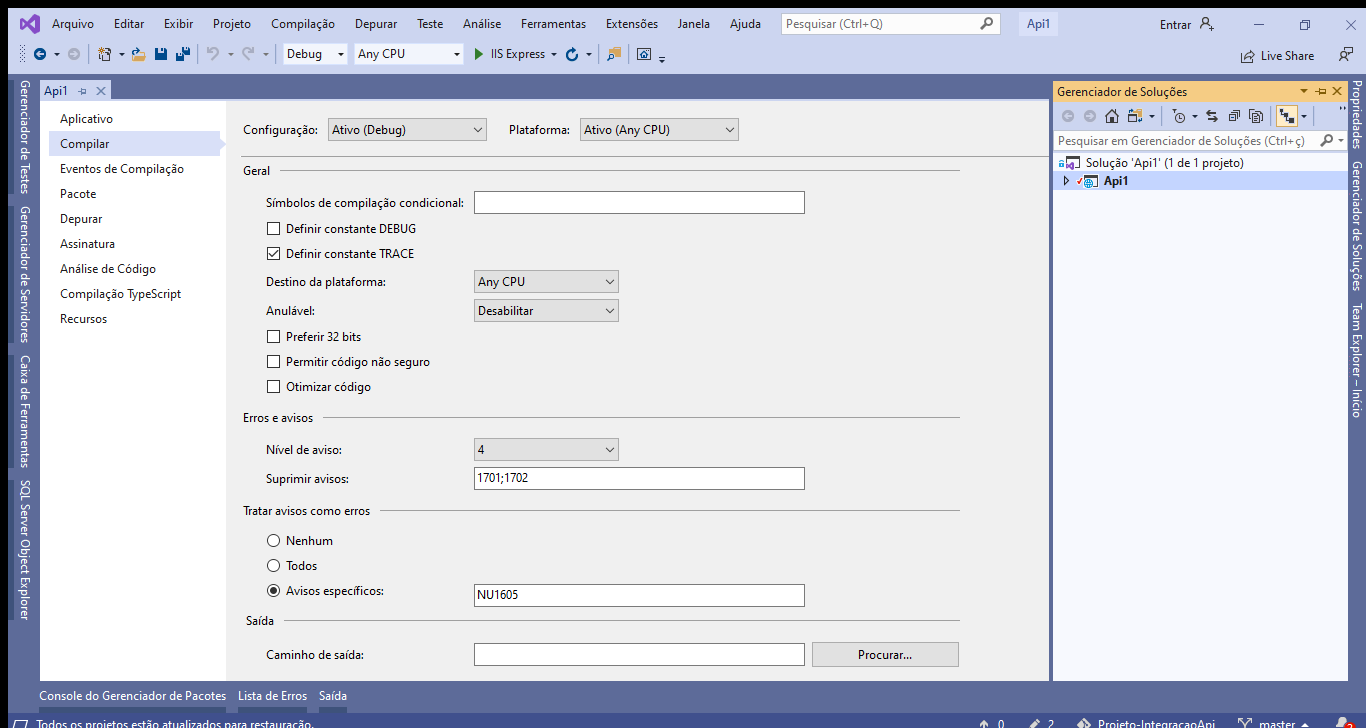 Arquivo Editar Exibir Projeto Compilação Depurar Teste Análise Ferramentas Extensões Janela Ajuda Pesquisar (Ctrl+Q) Api1 Entrar
Debug Any CPU IIS Express Live Share
Gerenciador de Testes
Gerenciador de Servidores
Caixa de Ferramentas
SQL Server Object Explorer
Api1
Aplicativo
Compilar
Eventos de Compilação
Pacote
Depurar
Assinatura
Análise de Código
Compilação TypeScript
Recursos
Configuração: Ativo (Debug) Plataforma: Ativo (Any CPU)
Geral
Símbolos de compilação condicional:
Definir constante DEBUG
Definir constante TRACE
Destino da plataforma: Any CPU
Anulável: Desabilitar
Preferir 32 bits
Permitir código não seguro
Otimizar código
Erros e avisos
Nível de aviso: 4
Suprimir avisos: 1701;1702
Tratar avisos como erros
Nenhum
Todos
Avisos específicos: NU1605
Saída
Caminho de saída: Procurar...
Gerenciador de Soluções
Pesquisar em Gerenciador de Soluções (Ctrl+ç)
Solução 'Api1' (1 de 1 projeto)
Api1
Propriedades
Gerenciador de Soluções
Team Explorer – Início
Console do Gerenciador de Pacotes Lista de Erros Saída
Todos os projetos estão atualizados para restauração. 0 2 Projeto-IntegracaoApi master 2